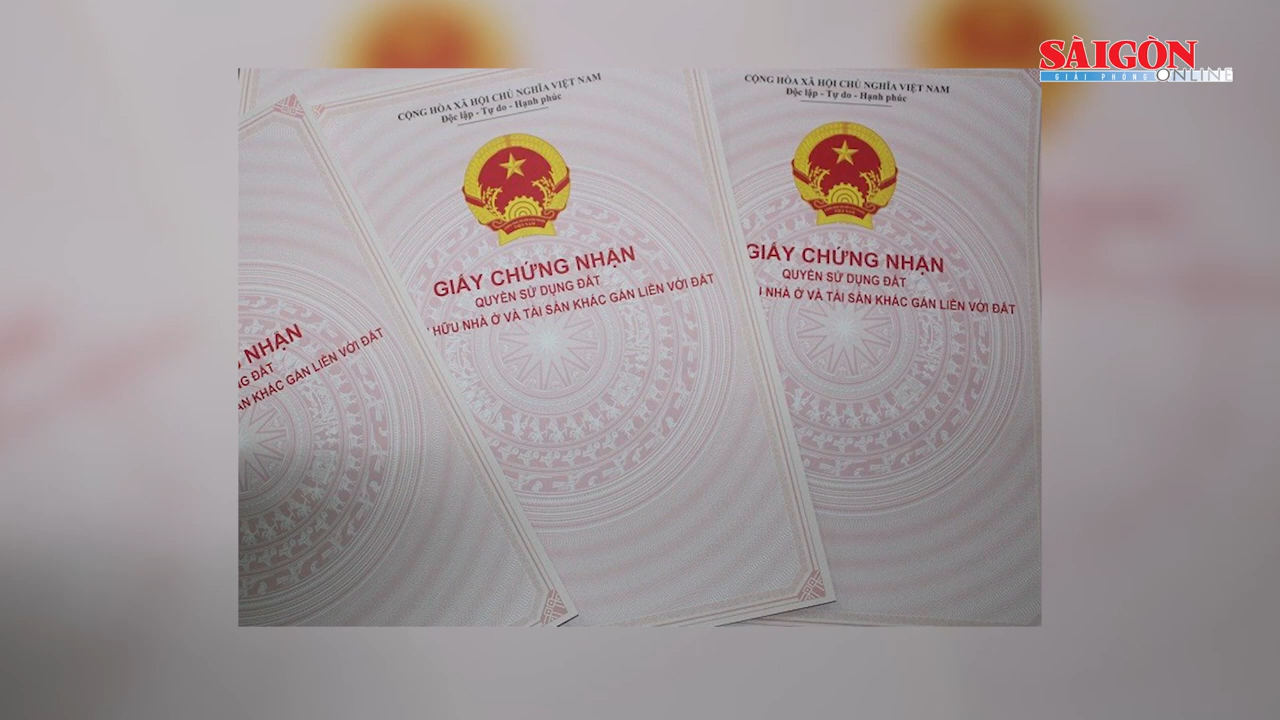 SÀIGÒN
GIẢI PHÓNG ONLINE
CỘNG HÒA XÃ HỘI CHỦ NGHĨA VIỆT NAM
Độc lập - Tự do - Hạnh phúc
GIẤY CHỨNG NHẬN
QUYỀN SỬ DỤNG ĐẤT
HỮU NHÀ Ở VÀ TÀI SẢN KHÁC GẮN LIỀN VỚI ĐẤT
CỘNG HÒA XÃ HỘI CHỦ NGHĨA VIỆT NAM
Độc lập - Tự do - Hạnh phúc
GIẤY CHỨNG NHẬN
QUYỀN SỬ DỤNG ĐẤT
NHÀ Ở VÀ TÀI SẢN KHÁC GẮN LIỀN VỚI ĐẤT
NHẬN
ĐẤT
KHÁC GẮN LIỀN VỚI ĐẤT